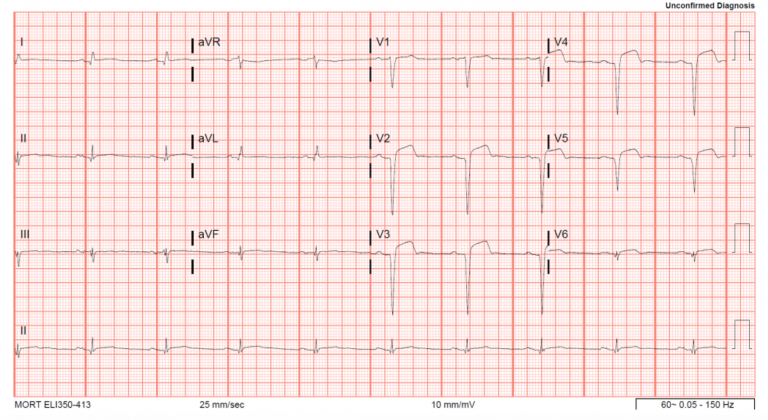 Unconfirmed Diagnosis
I aVR V1 V4
II aVL V2 V5
III aVF V3 V6
II
MORT ELI350-413 25 mm/sec 10 mm/mV 60~ 0.05 - 150 Hz